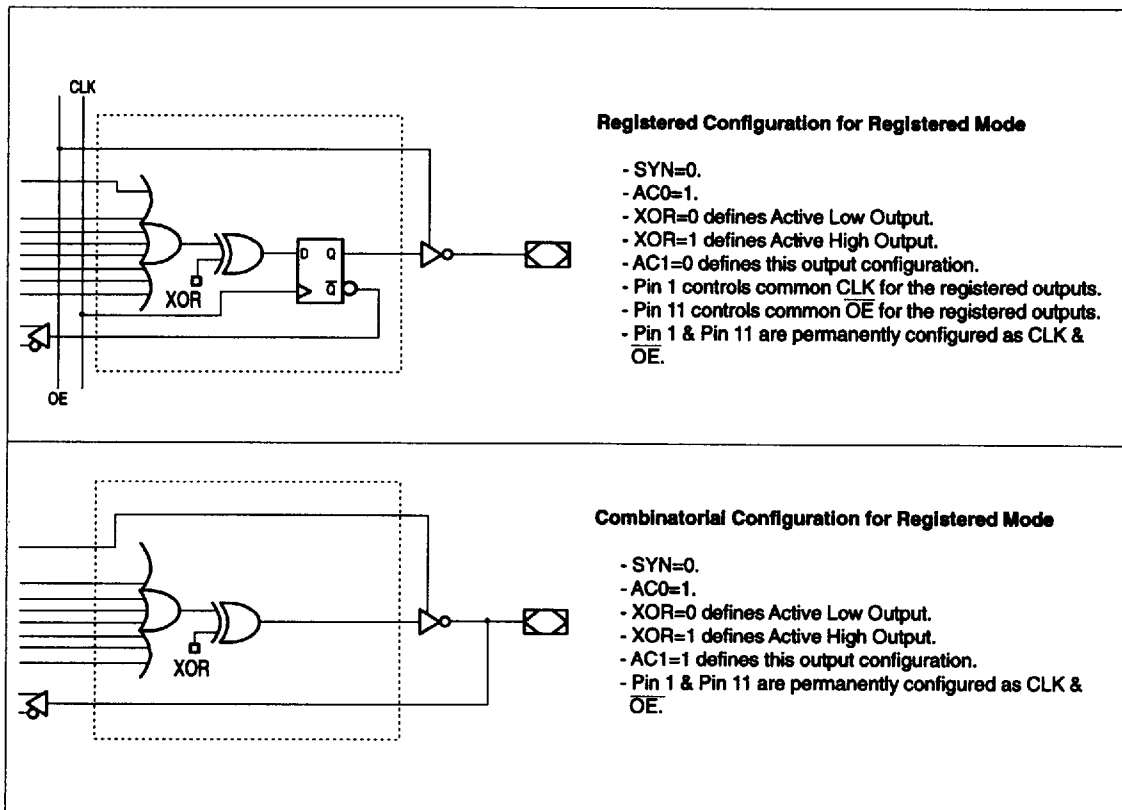 CLK
Registered Configuration for Registered Mode
- SYN=0.
- AC0=1.
- XOR=0 defines Active Low Output.
- XOR=1 defines Active High Output.
- AC1=0 defines this output configuration.
- Pin 1 controls common CLK for the registered outputs.
- Pin 11 controls common O̅E̅ for the registered outputs.
- Pin 1 & Pin 11 are permanently configured as CLK &
O̅E̅.
D Q
XOR
Q̅
OE
Combinatorial Configuration for Registered Mode
- SYN=0.
- AC0=1.
- XOR=0 defines Active Low Output.
- XOR=1 defines Active High Output.
- AC1=1 defines this output configuration.
- Pin 1 & Pin 11 are permanently configured as CLK &
O̅E̅.
XOR